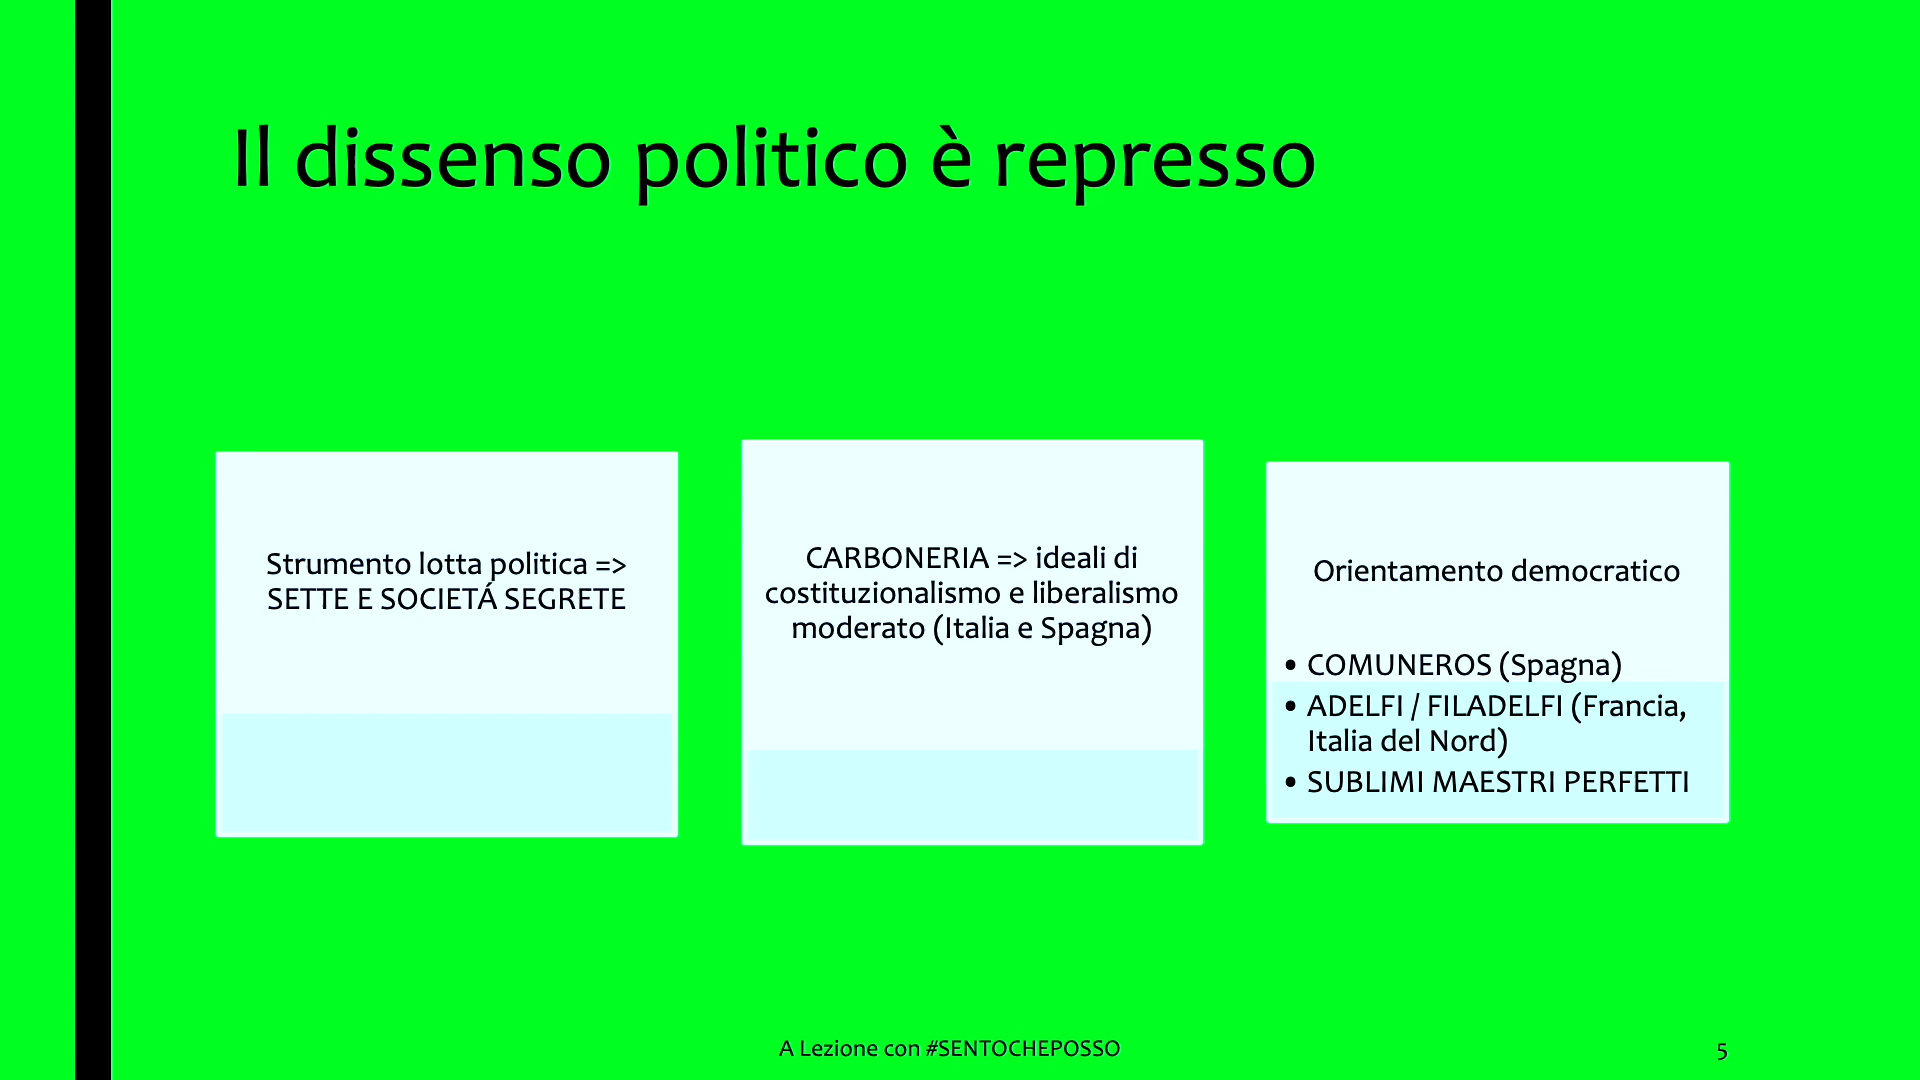 Il dissenso politico è represso
Strumento lotta politica =>
SETTE E SOCIETÁ SEGRETE
CARBONERIA => ideali di
costituzionalismo e liberalismo
moderato (Italia e Spagna)
Orientamento democratico
• COMUNEROS (Spagna)
• ADELFI / FILADELFI (Francia,
Italia del Nord)
• SUBLIMI MAESTRI PERFETTI
A Lezione con #SENTOCHEPOSSO
5